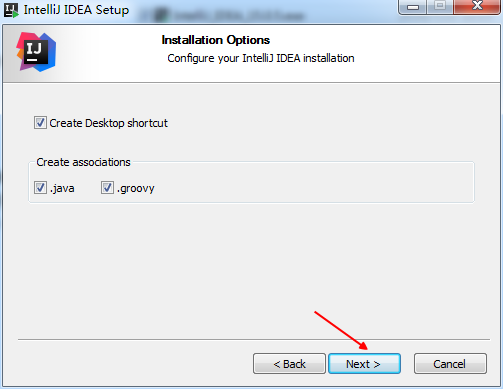 IntelliJ IDEA Setup
IJ
Installation Options
Configure your IntelliJ IDEA installation
Create Desktop shortcut
Create associations
.java .groovy
< Back Next > Cancel